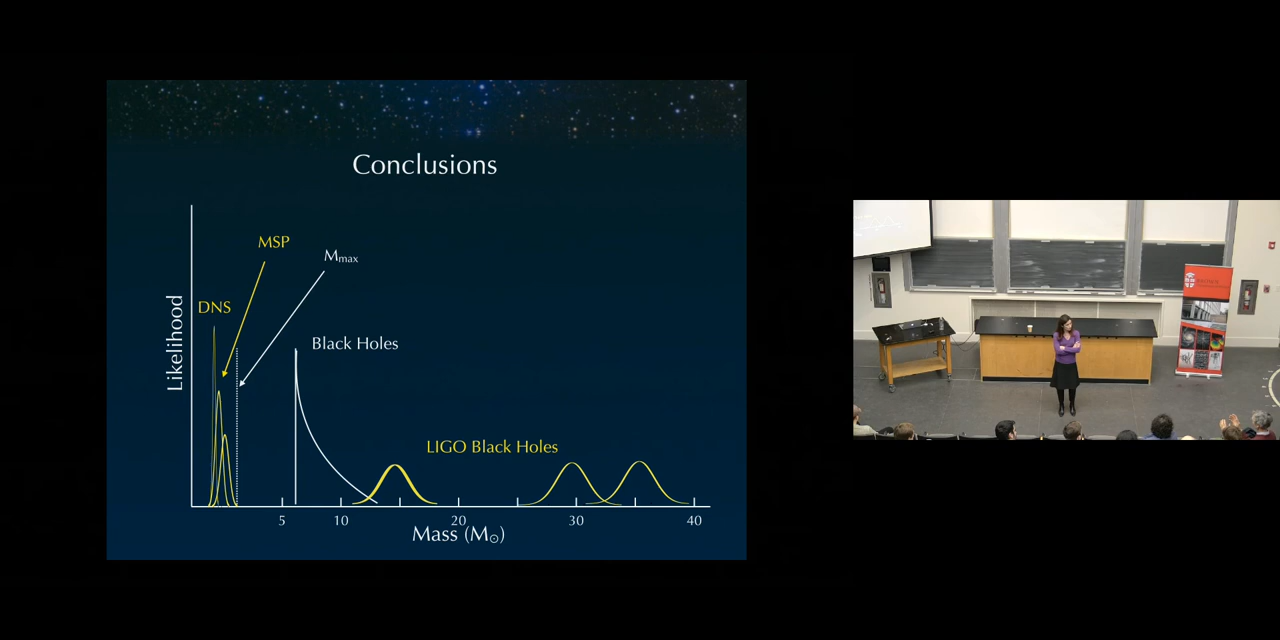 Conclusions
MSP
Mmax
DNS
Black Holes
Likelihood
LIGO Black Holes
5
10
20
30
40
Mass (M☉)